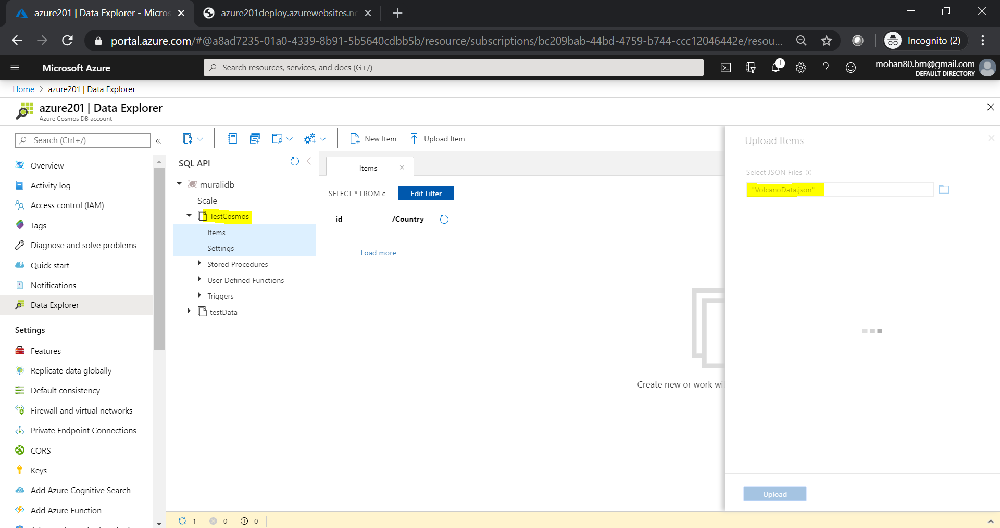 azure201 | Data Explorer - Micros
azure201deploy.azurewebsites.ne
portal.azure.com/#@a8ad7235-01a0-4339-8b91-5b5640cdbb5b/resource/subscriptions/bc209bab-44bd-4759-b744-ccc12046442e/resou...
Incognito (2)
Microsoft Azure
Search resources, services, and docs (G+/)
1
mohan80.bm@gmail.com
DEFAULT DIRECTORY
Home > azure201 | Data Explorer
azure201 | Data Explorer
Azure Cosmos DB account
Search (Ctrl+/)
Overview
Activity log
Access control (IAM)
Tags
Diagnose and solve problems
Quick start
Notifications
Data Explorer
Settings
Features
Replicate data globally
Default consistency
Firewall and virtual networks
Private Endpoint Connections
CORS
Keys
Add Azure Cognitive Search
Add Azure Function
New Item
Upload Item
SQL API
muralidb
Scale
TestCosmos
Items
Settings
Stored Procedures
User Defined Functions
Triggers
testData
Items
SELECT * FROM c
Edit Filter
id
/Country
Load more
Create new or work wi
Upload Items
Select JSON Files
"VolcanoData.json"
Upload
1
0
0